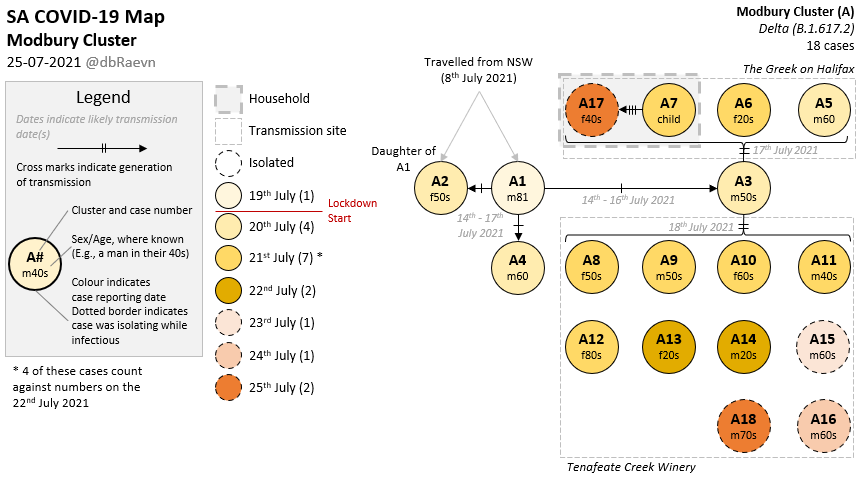 SA COVID-19 Map
Modbury Cluster
25-07-2021 @dbRaevn
Legend
Dates indicate likely transmission
date(s)
Cross marks indicate generation
of transmission
Cluster and case number
Sex/Age, where known
(E.g., a man in their 40s)
A#
m40s
Colour indicates
case reporting date
Dotted border indicates
case was isolating while
infectious
* 4 of these cases count
against numbers on the
22nd July 2021
Household
Transmission site
Isolated
19th July (1)
Lockdown
Start
20th July (4)
21st July (7) *
22nd July (2)
23rd July (1)
24th July (1)
25th July (2)
Modbury Cluster (A)
Delta (B.1.617.2)
18 cases
Travelled from NSW
(8th July 2021)
The Greek on Halifax
A17
f40s
A7
child
A6
f20s
A5
m60
17th July 2021
Daughter of
A1
A2
f50s
A1
m81
A3
m50s
14th - 17th
July 2021
14th - 16th July 2021
A4
m60
18th July 2021
A8
f50s
A9
m50s
A10
f60s
A11
m40s
A12
f80s
A13
f20s
A14
m20s
A15
m60s
A18
m70s
A16
m60s
Tenafeate Creek Winery